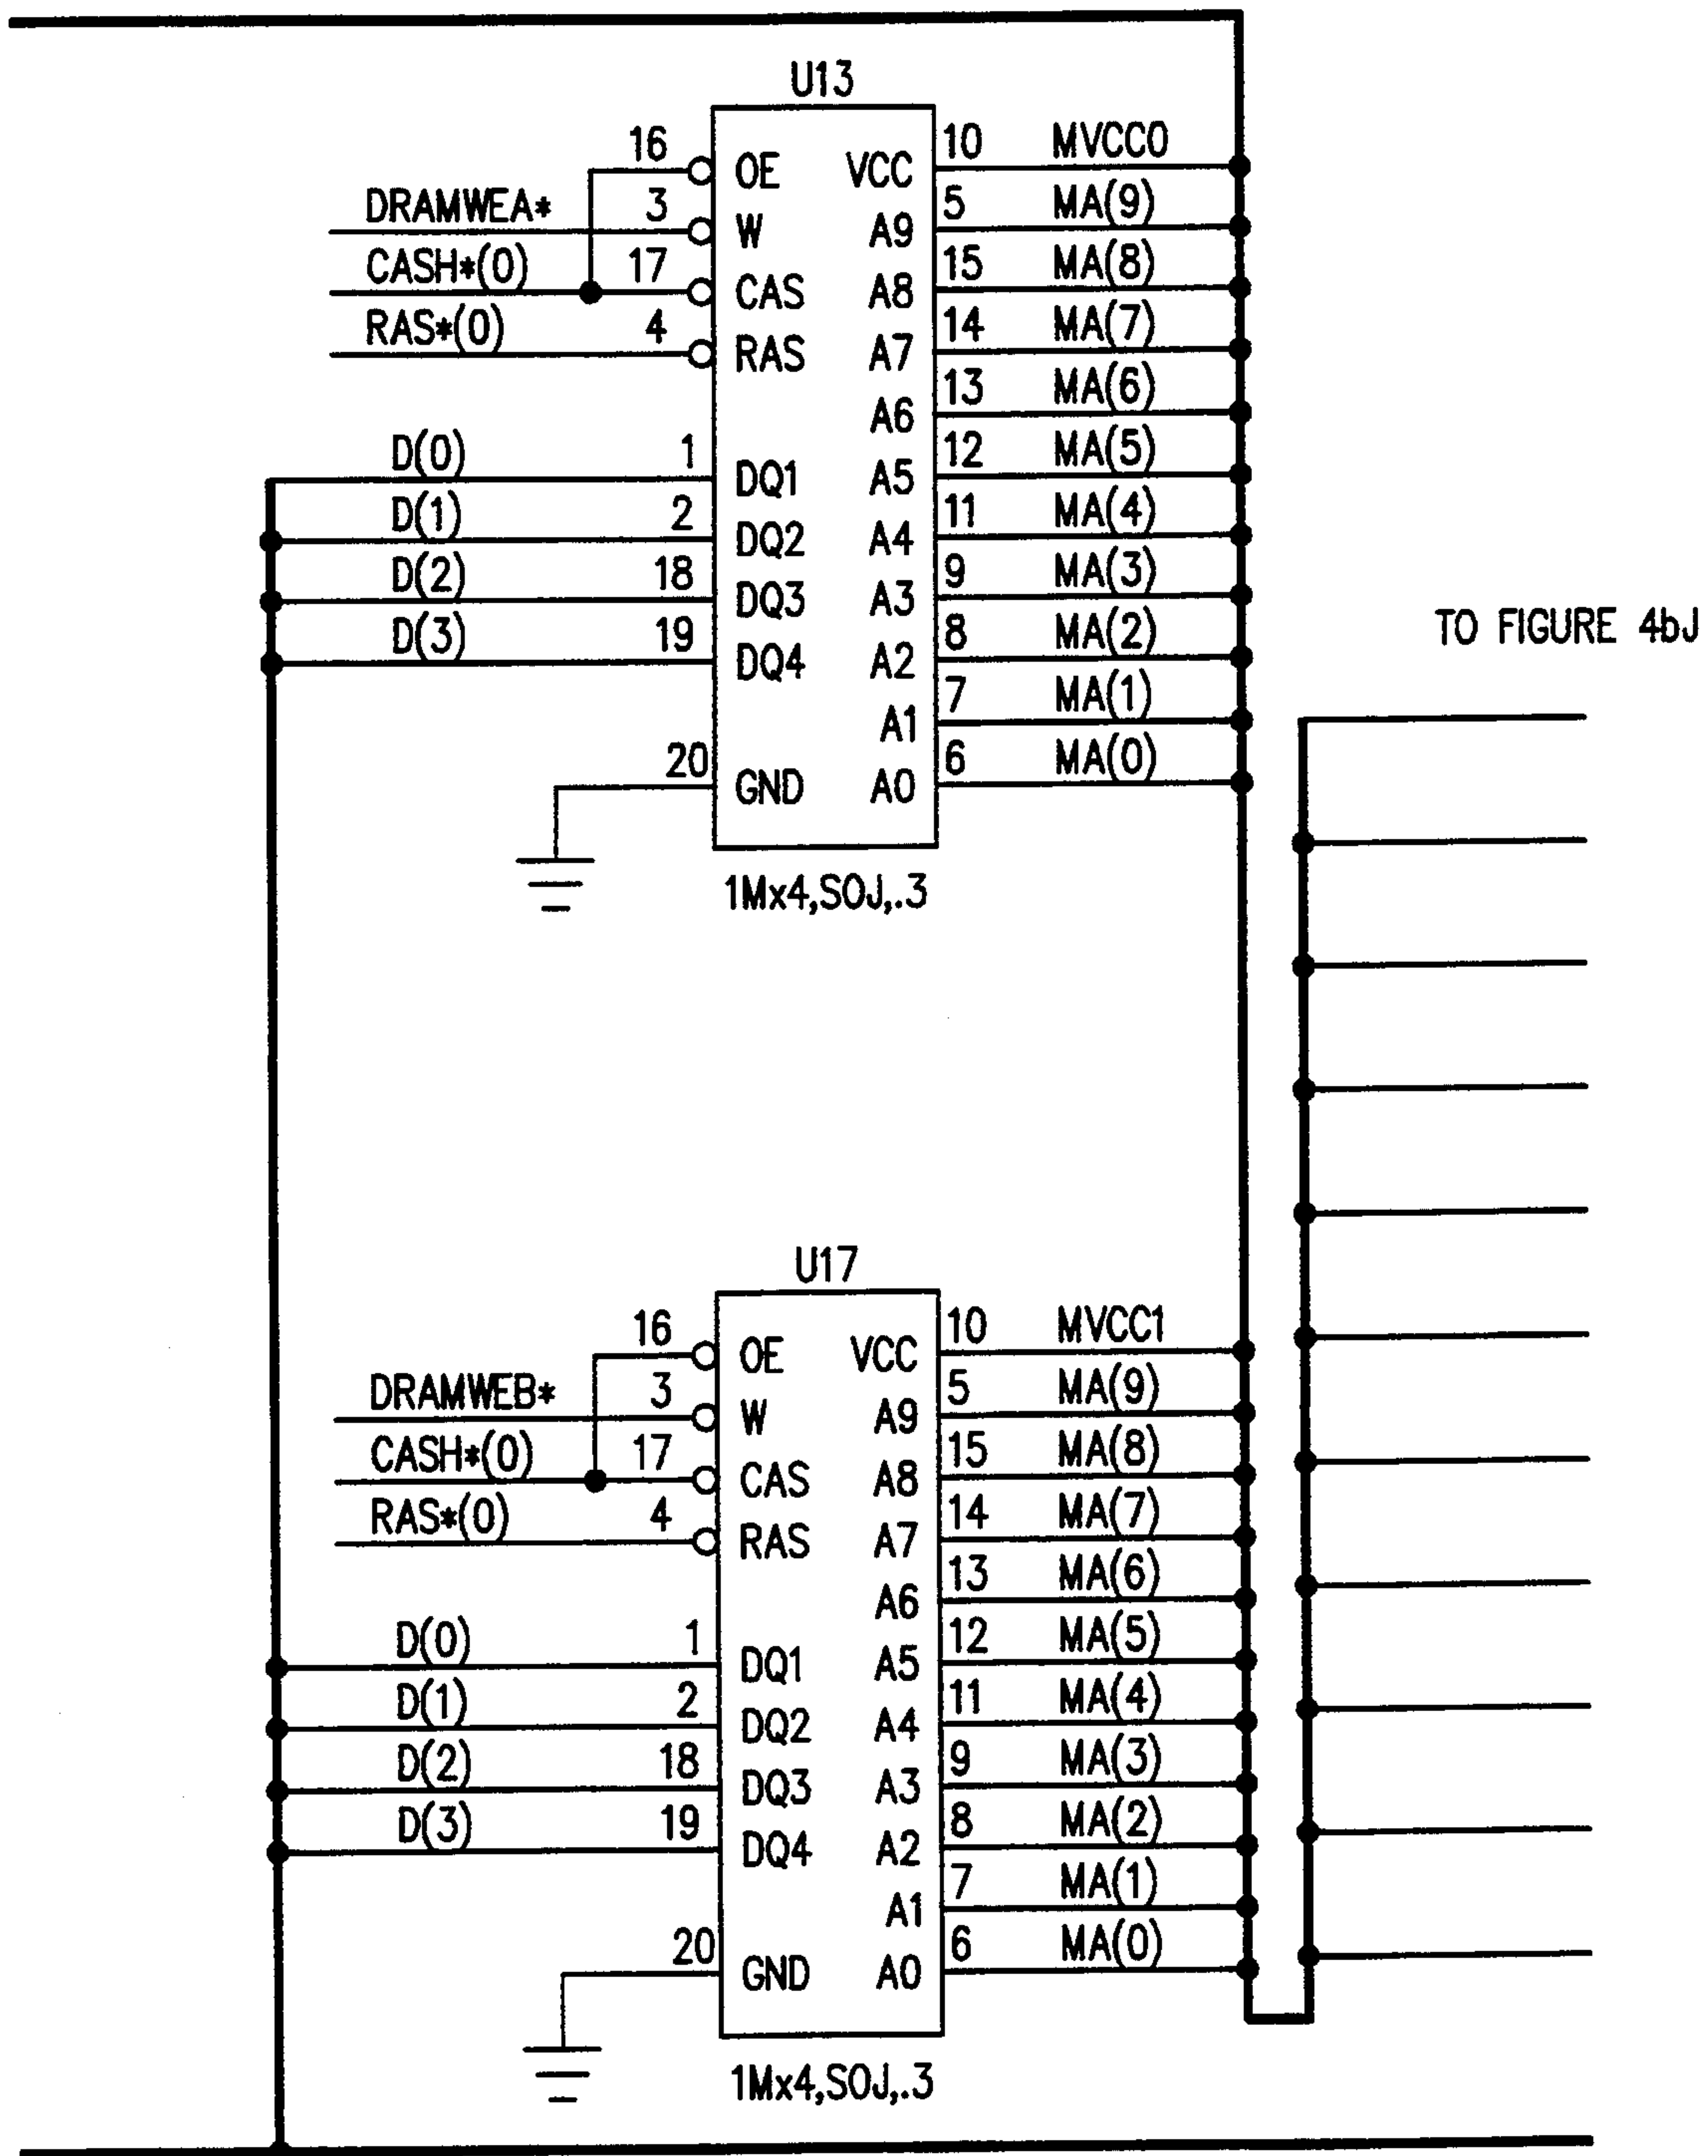 U13
16 OE VCC 10 MVCC0
DRAMWEA* 3 W A9 5 MA(9)
CASH*(0) 17 CAS A8 15 MA(8)
RAS*(0) 4 RAS A7 14 MA(7)
A6 13 MA(6)
D(0) 1 DQ1 A5 12 MA(5)
D(1) 2 DQ2 A4 11 MA(4)
D(2) 18 DQ3 A3 9 MA(3)
D(3) 19 DQ4 A2 8 MA(2)
TO FIGURE 4bJ
A1 7 MA(1)
20 GND A0 6 MA(0)
1Mx4,SOJ,.3
U17
16 OE VCC 10 MVCC1
DRAMWEB* 3 W A9 5 MA(9)
CASH*(0) 17 CAS A8 15 MA(8)
RAS*(0) 4 RAS A7 14 MA(7)
A6 13 MA(6)
D(0) 1 DQ1 A5 12 MA(5)
D(1) 2 DQ2 A4 11 MA(4)
D(2) 18 DQ3 A3 9 MA(3)
D(3) 19 DQ4 A2 8 MA(2)
A1 7 MA(1)
20 GND A0 6 MA(0)
1Mx4,SOJ,.3